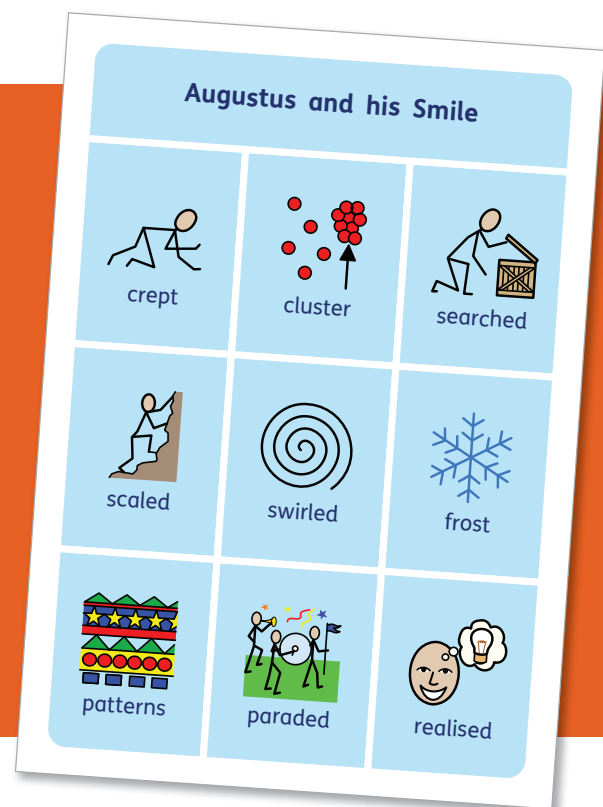 Augustus and his Smile
crept
cluster
searched
scaled
swirled
frost
patterns
paraded
realised